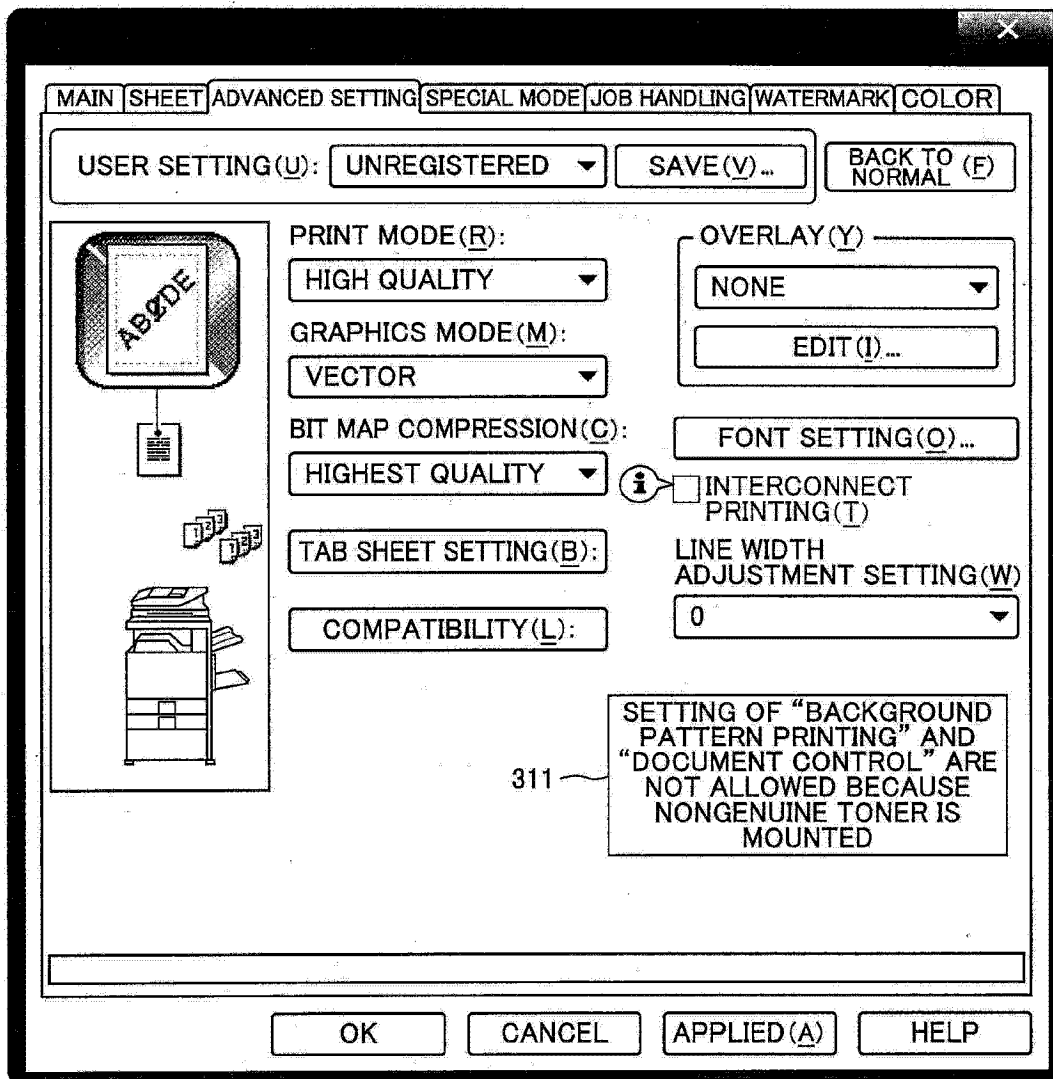 MAIN SHEET ADVANCED SETTING SPECIAL MODE JOB HANDLING WATERMARK COLOR
USER SETTING(U): UNREGISTERED SAVE(V)... BACK TO NORMAL (F)
PRINT MODE(R):
HIGH QUALITY
GRAPHICS MODE(M):
VECTOR
BIT MAP COMPRESSION(C):
HIGHEST QUALITY
TAB SHEET SETTING(B):
COMPATIBILITY(L):
OVERLAY(Y)
NONE
EDIT(I)...
FONT SETTING(O)...
INTERCONNECT
PRINTING(T)
LINE WIDTH
ADJUSTMENT SETTING(W)
0
311
SETTING OF “BACKGROUND
PATTERN PRINTING” AND
“DOCUMENT CONTROL” ARE
NOT ALLOWED BECAUSE
NONGENUINE TONER IS
MOUNTED
OK CANCEL APPLIED(A) HELP